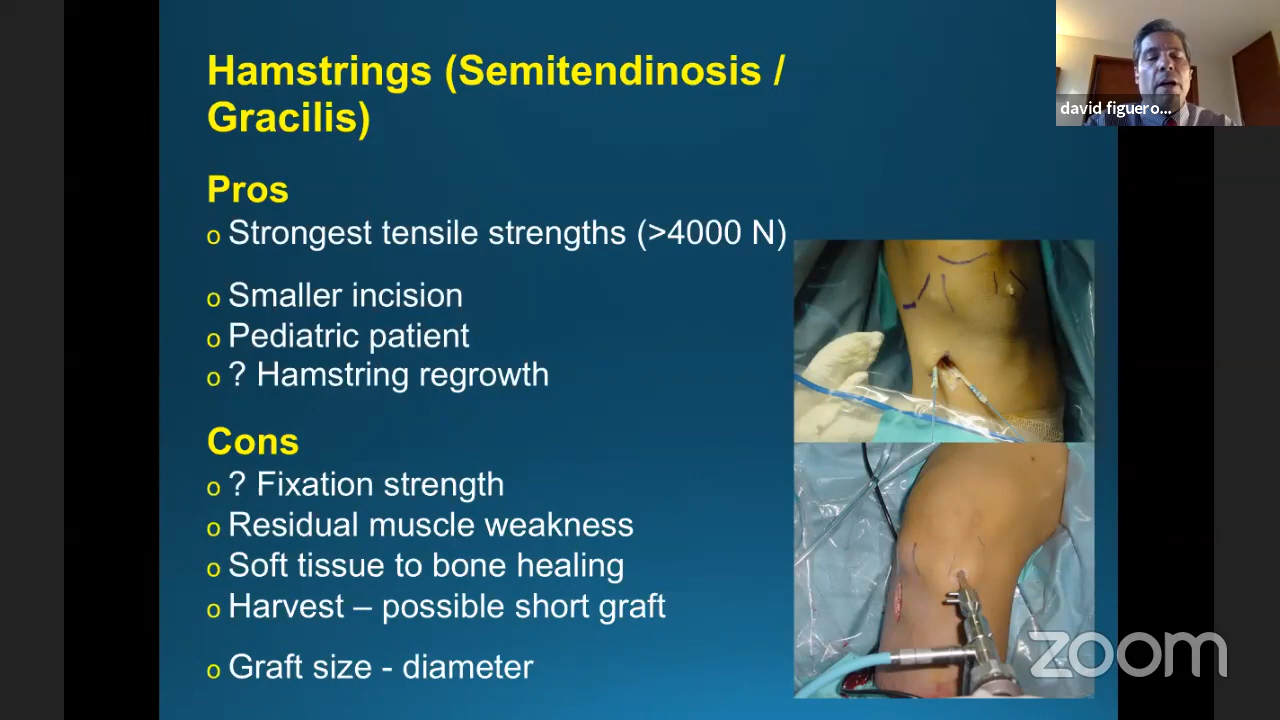 Hamstrings (Semitendinosis /
Gracilis)
david figuero...
Pros
o Strongest tensile strengths (>4000 N)
o Smaller incision
o Pediatric patient
o ? Hamstring regrowth
Cons
o ? Fixation strength
o Residual muscle weakness
o Soft tissue to bone healing
o Harvest – possible short graft
o Graft size - diameter
zoom